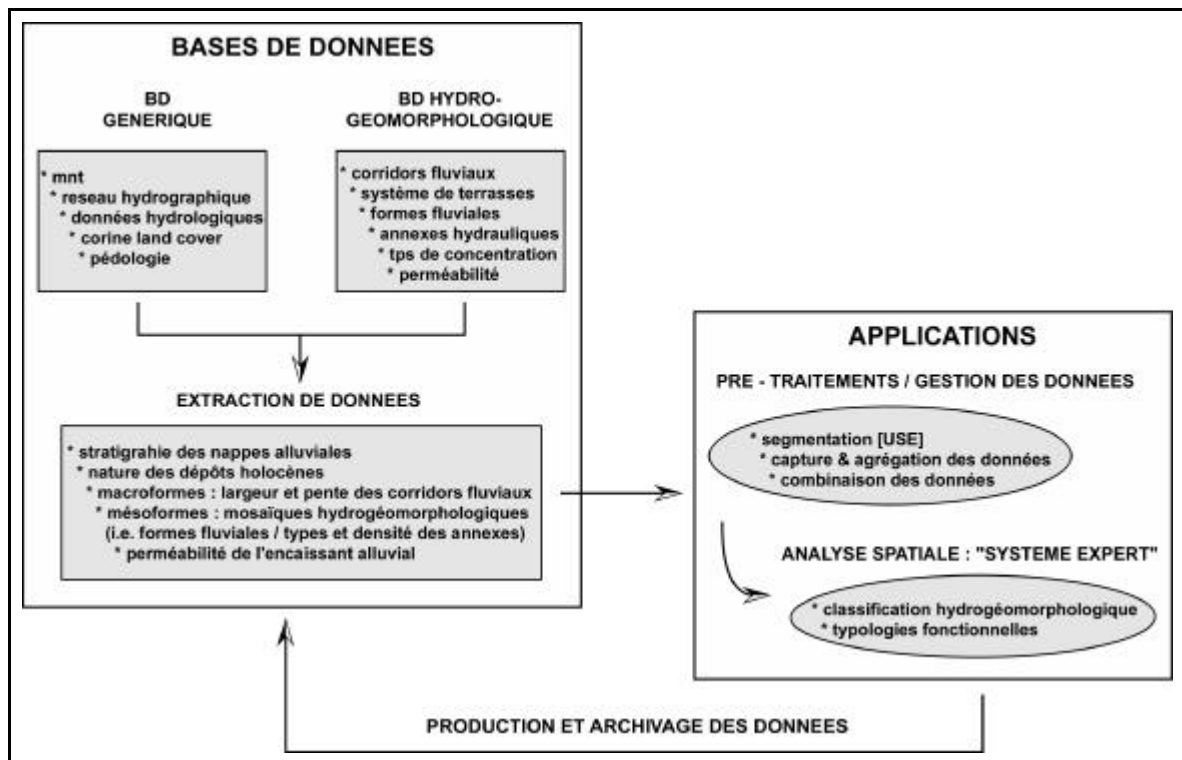 BASES DE DONNEES
BD
GENERIQUE
* mnt
* reseau hydrographique
* données hydrologiques
* corine land cover
* pédologie
BD HYDRO-
GEOMORPHOLOGIQUE
* corridors fluviaux
* système de terrasses
* formes fluviales
* annexes hydrauliques
* tps de concentration
* perméabilité
EXTRACTION DE DONNEES
* stratigrahie des nappes alluviales
* nature des dépôts holocènes
* macroformes : largeur et pente des corridors fluviaux
* mésoformes : mosaïques hydrogéomorphologiques
(i.e. formes fluviales / types et densité des annexes)
* perméabilité de l'encaissant alluvial
APPLICATIONS
PRE - TRAITEMENTS / GESTION DES DONNEES
* segmentation [USE]
* capture & agrégation des données
* combinaison des données
ANALYSE SPATIALE : "SYSTEME EXPERT"
* classification hydrogéomorphologique
* typologies fonctionnelles
PRODUCTION ET ARCHIVAGE DES DONNEES